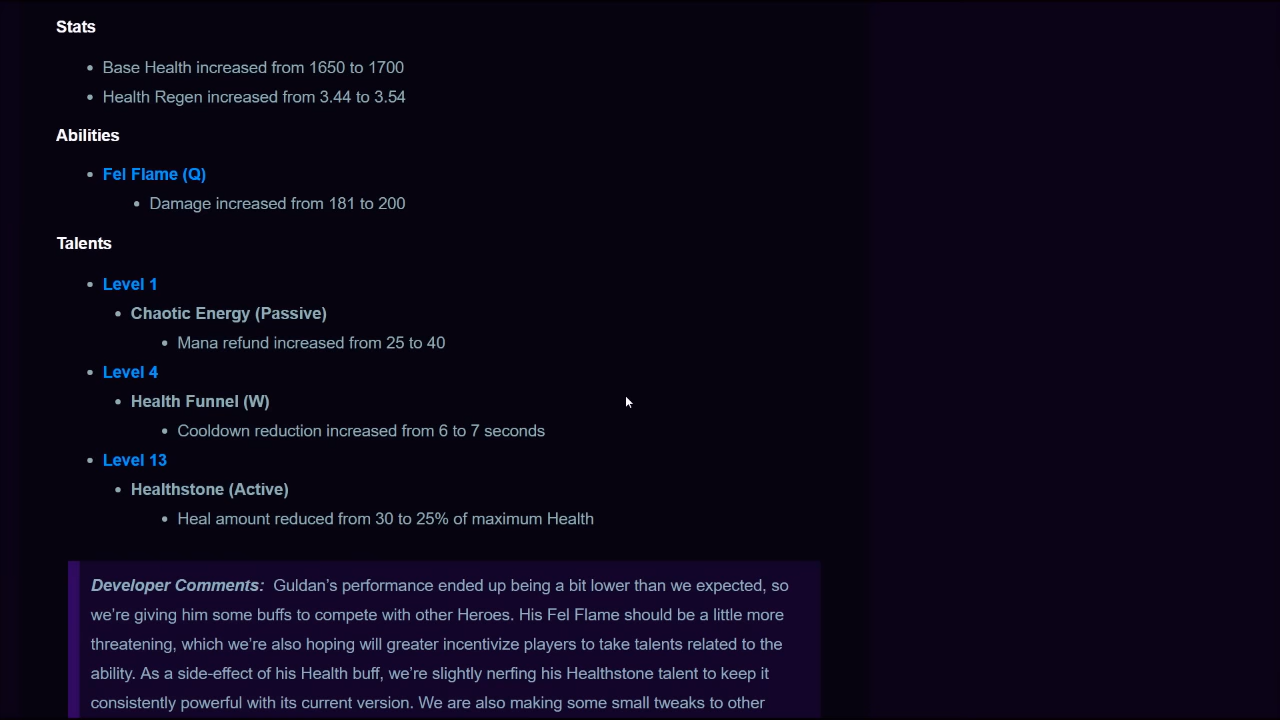 Stats
Base Health increased from 1650 to 1700
Health Regen increased from 3.44 to 3.54
Abilities
Fel Flame (Q)
Damage increased from 181 to 200
Talents
Level 1
Chaotic Energy (Passive)
Mana refund increased from 25 to 40
Level 4
Health Funnel (W)
Cooldown reduction increased from 6 to 7 seconds
Level 13
Healthstone (Active)
Heal amount reduced from 30 to 25% of maximum Health
Developer Comments: Guldan’s performance ended up being a bit lower than we expected, so
we’re giving him some buffs to compete with other Heroes. His Fel Flame should be a little more
threatening, which we’re also hoping will greater incentivize players to take talents related to the
ability. As a side-effect of his Health buff, we’re slightly nerfing his Healthstone talent to keep it
consistently powerful with its current version. We are also making some small tweaks to other